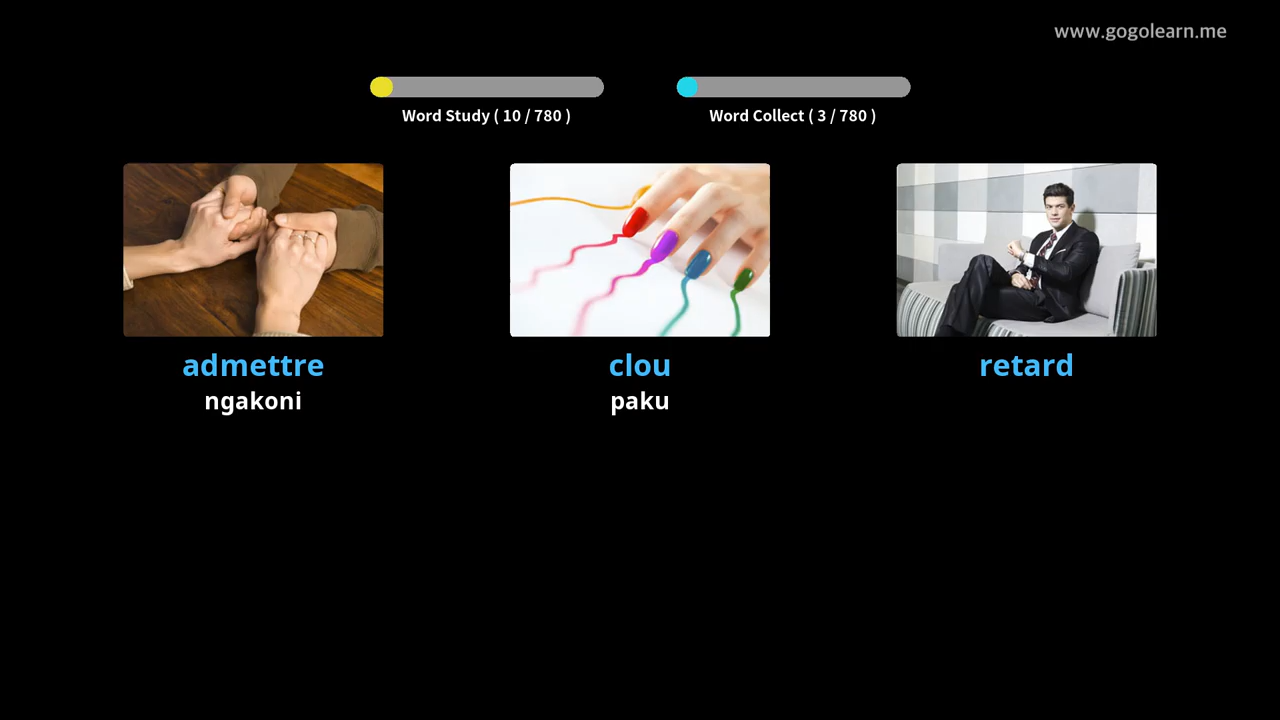 www.gogolearn.me
Word Study ( 10 / 780 )
Word Collect ( 3 / 780 )
admettre
ngakoni
clou
paku
retard